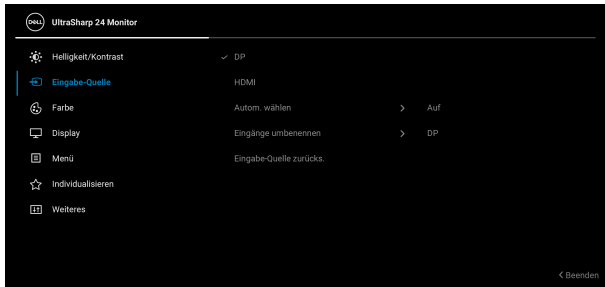 DELL UltraSharp 24 Monitor
Helligkeit/Kontrast ✓ DP
Eingabe-Quelle HDMI
Farbe Autom. wählen > Auf
Display Eingänge umbenennen > DP
Menü Eingabe-Quelle zurücks.
Individualisieren
Weiteres
< Beenden